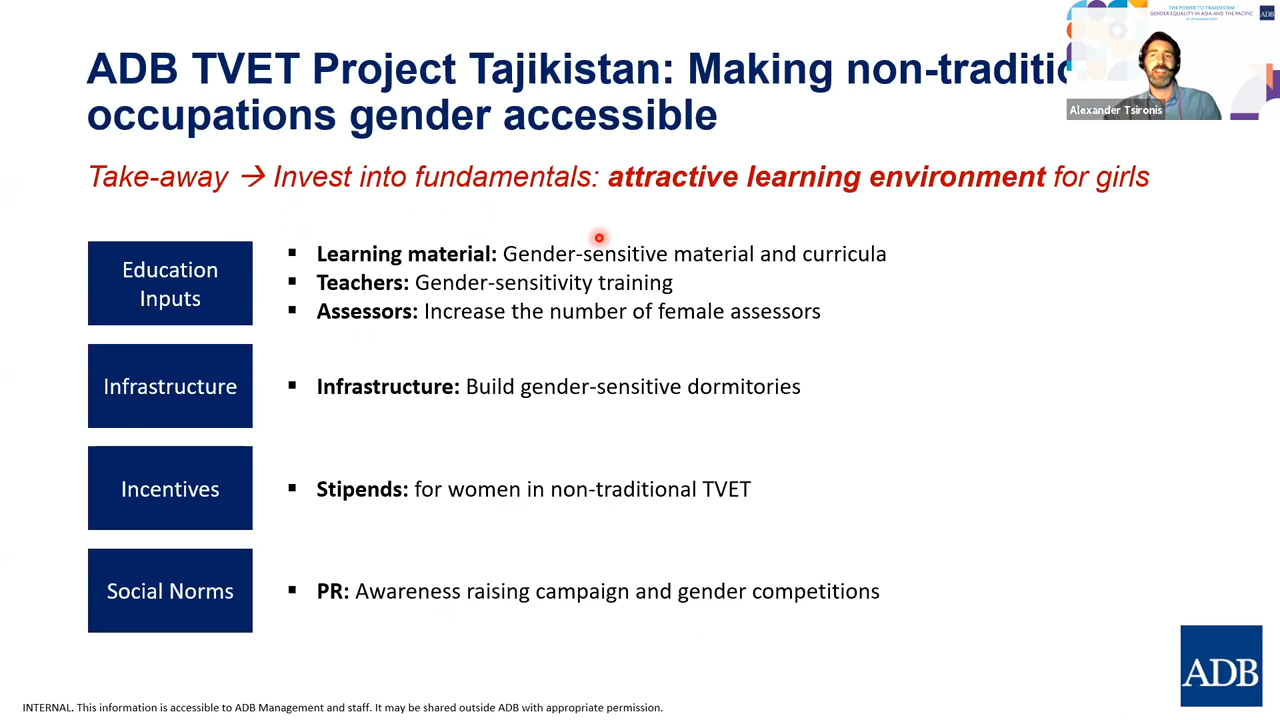 THE POWER TO TRANSFORM
GENDER EQUALITY IN ASIA AND THE PACIFIC
ADB
Alexander Tsironis
ADB TVET Project Tajikistan: Making non-traditio
occupations gender accessible
Take-away → Invest into fundamentals: attractive learning environment for girls
Education
Inputs
▪ Learning material: Gender-sensitive material and curricula
▪ Teachers: Gender-sensitivity training
▪ Assessors: Increase the number of female assessors
Infrastructure
▪ Infrastructure: Build gender-sensitive dormitories
Incentives
▪ Stipends: for women in non-traditional TVET
Social Norms
▪ PR: Awareness raising campaign and gender competitions
ADB
INTERNAL. This information is accessible to ADB Management and staff. It may be shared outside ADB with appropriate permission.